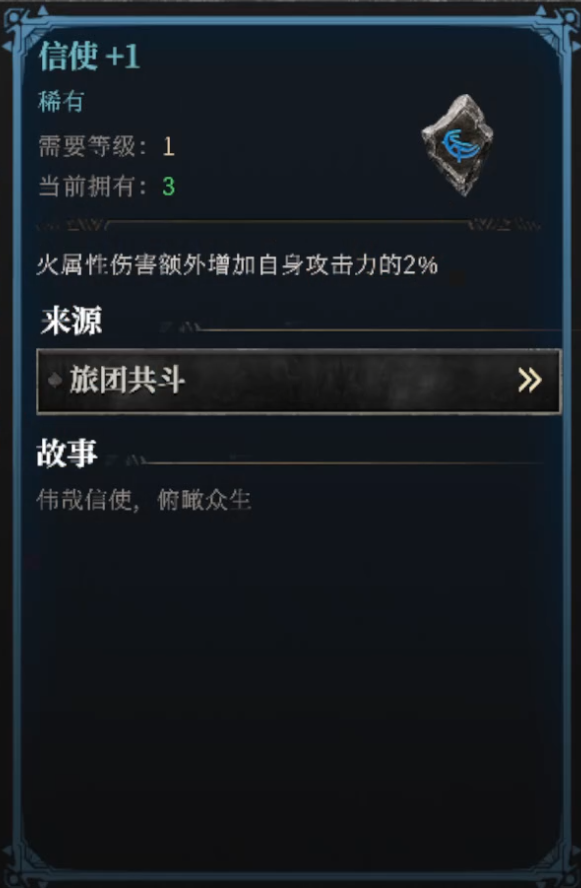 信使 +1
稀有
需要等级：1
当前拥有：3
火属性伤害额外增加自身攻击力的2%
来源
旅团共斗
故事
伟哉信使，俯瞰众生